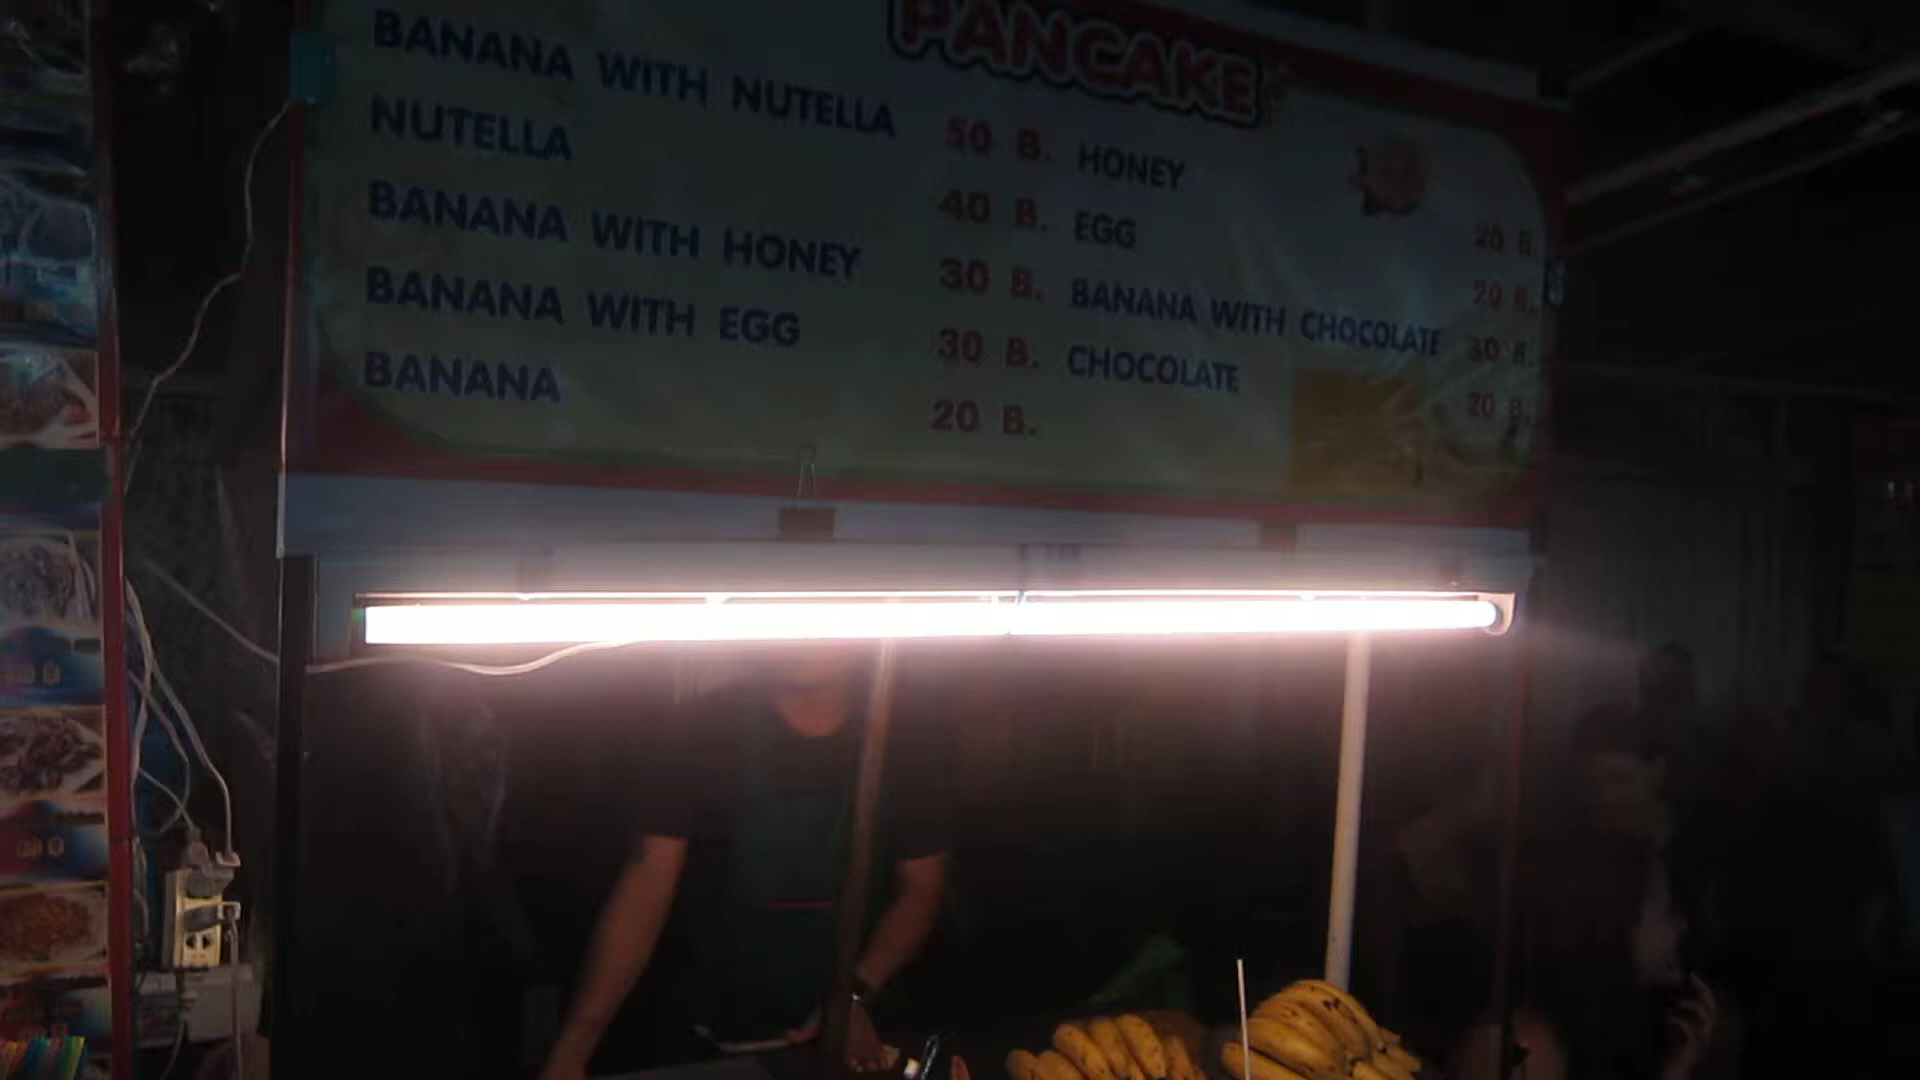 PANCAKE
BANANA WITH NUTELLA 50 B.
NUTELLA 40 B.
BANANA WITH HONEY 30 B.
BANANA WITH EGG 30 B.
BANANA 20 B.
HONEY 20 B.
EGG 20 B.
BANANA WITH CHOCOLATE 30 B.
CHOCOLATE 20 B.